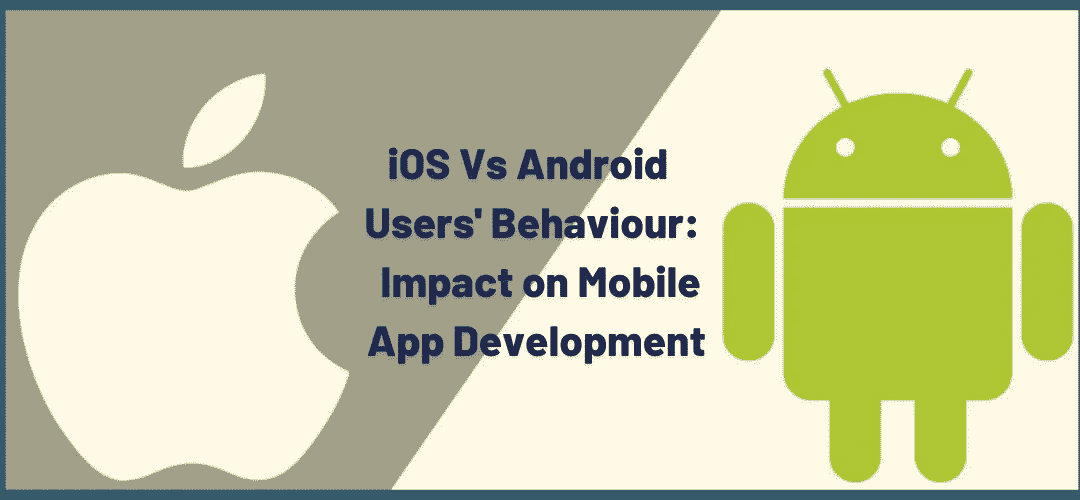 iOS Vs Android
Users' Behaviour:
Impact on Mobile
App Development